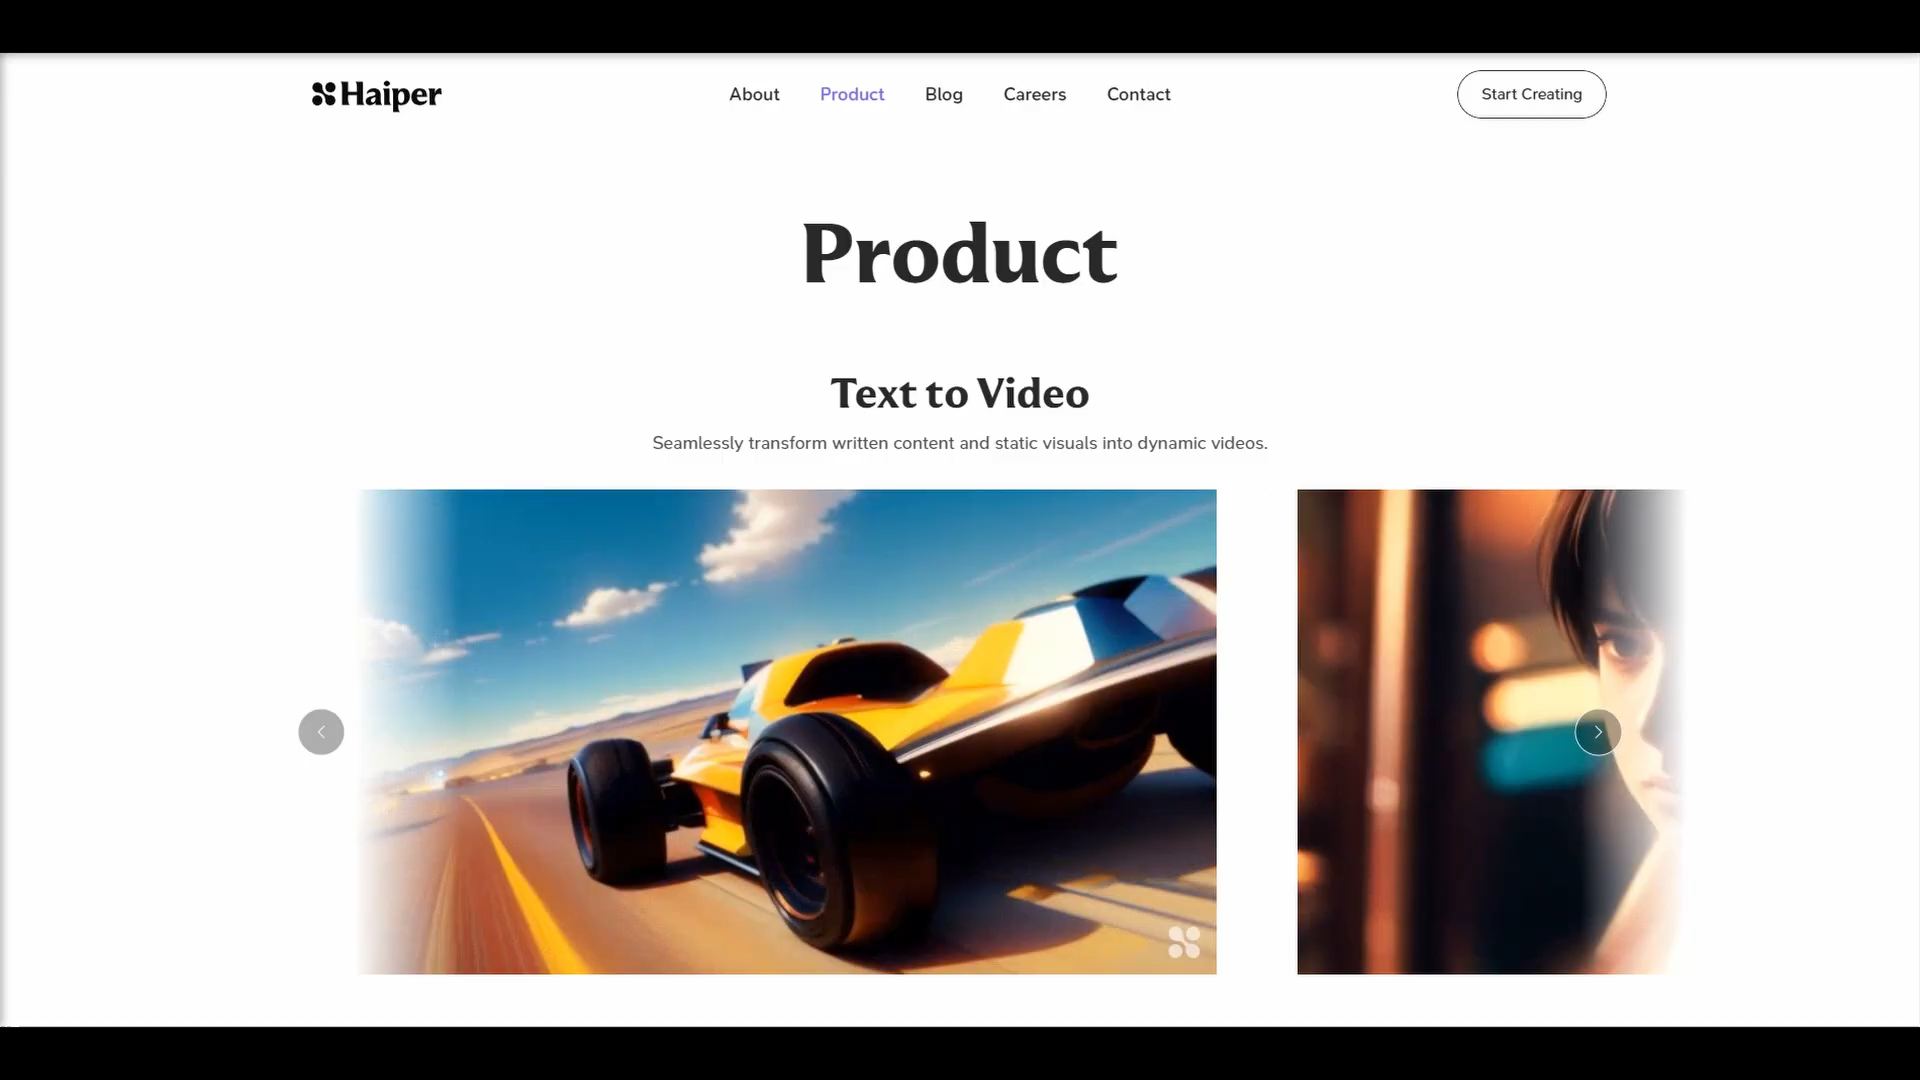 Haiper
About
Product
Blog
Careers
Contact
Start Creating
Product
Text to Video
Seamlessly transform written content and static visuals into dynamic videos.